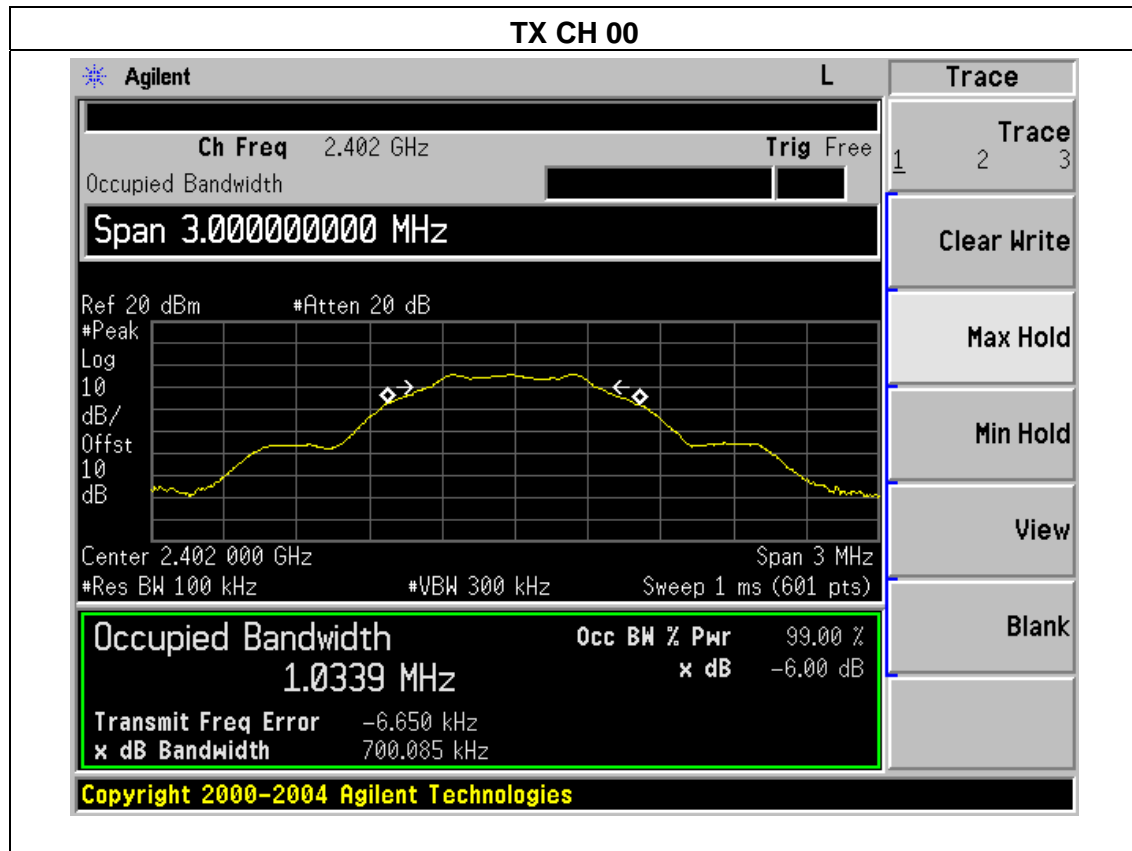 TX CH 00
Agilent L Trace
Ch Freq 2.402 GHz Trig Free
Occupied Bandwidth
Span 3.000000000 MHz
Ref 20 dBm #Atten 20 dB
#Peak
Log
10
dB/
Offst
10
dB
Center 2.402 000 GHz Span 3 MHz
#Res BW 100 kHz #VBW 300 kHz Sweep 1 ms (601 pts)
Occupied Bandwidth Occ BW % Pwr 99.00 %
1.0339 MHz x dB -6.00 dB
Transmit Freq Error -6.650 kHz
x dB Bandwidth 700.085 kHz
Copyright 2000-2004 Agilent Technologies
Trace
1 2 3
Clear Write
Max Hold
Min Hold
View
Blank